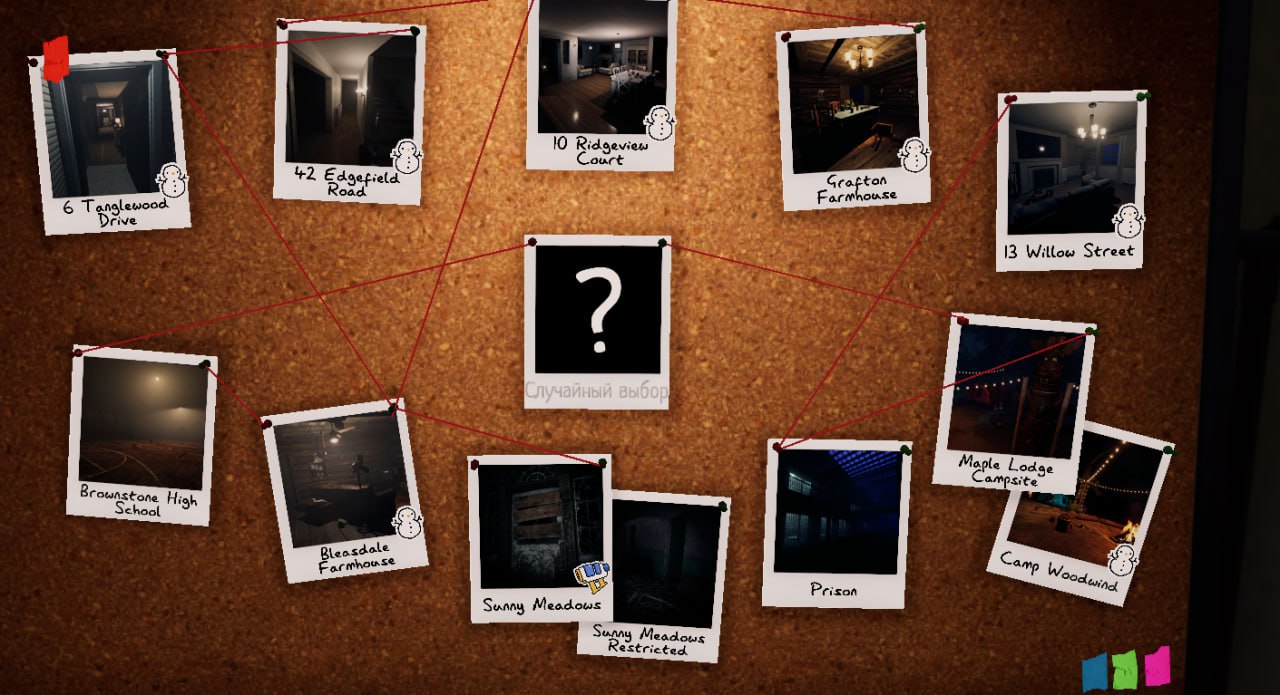 6 Tanglewood
Drive
42 Edgefield
Road
10 Ridgeview
Court
Grafton
Farmhouse
13 Willow Street
?
Случайный выбор
Brownstone High
School
Bleasdale
Farmhouse
Sunny Meadows
Sunny Meadows
Restricted
Prison
Maple Lodge
Campsite
Camp Woodwind